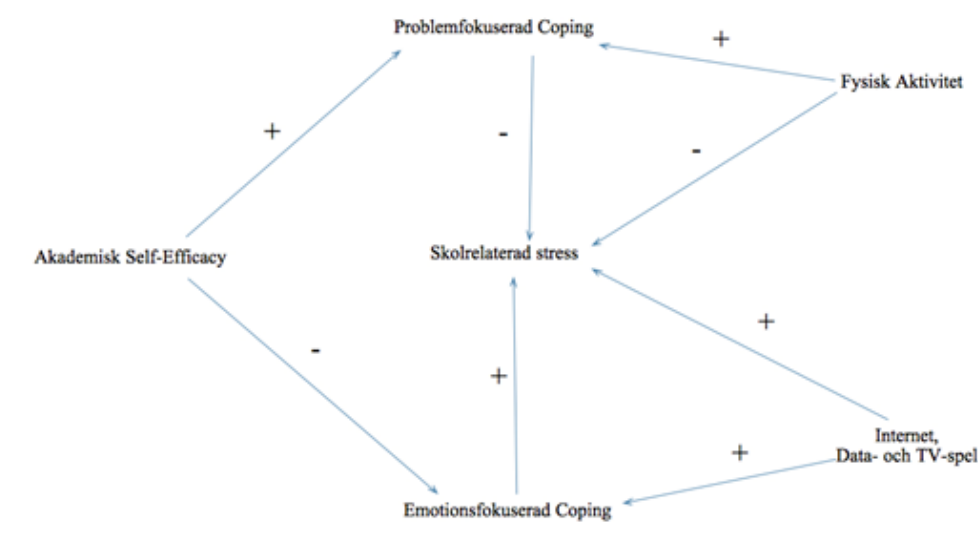 Problemfokuserad Coping
+
Fysisk Aktivitet
+
-
-
Akademisk Self-Efficacy
Skolrelaterad stress
+
-
+
Internet,
Data- och TV-spel
+
Emotionsfokuserad Coping